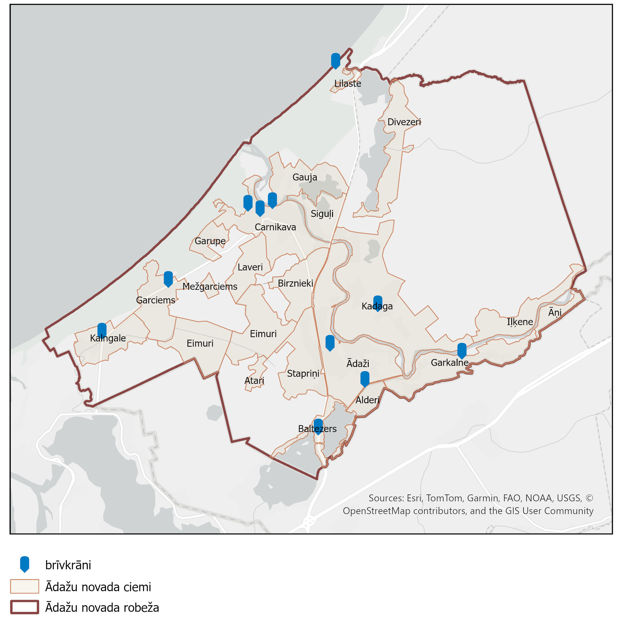 Lilaste
Divezeri
Gauja
Siguļi
Carnikava
Garupe
Laveri
Mežgarciems
Birznieki
Garciems
Kadaga
Āņi
Iļķene
Kalngale
Eimuri
Eimuri
Ādaži
Garkalne
Stapriņi
Atari
Alderi
Baltezers
Sources: Esri, TomTom, Garmin, FAO, NOAA, USGS, ©
OpenStreetMap contributors, and the GIS User Community
brīvkrāni
Ādažu novada ciemi
Ādažu novada robeža